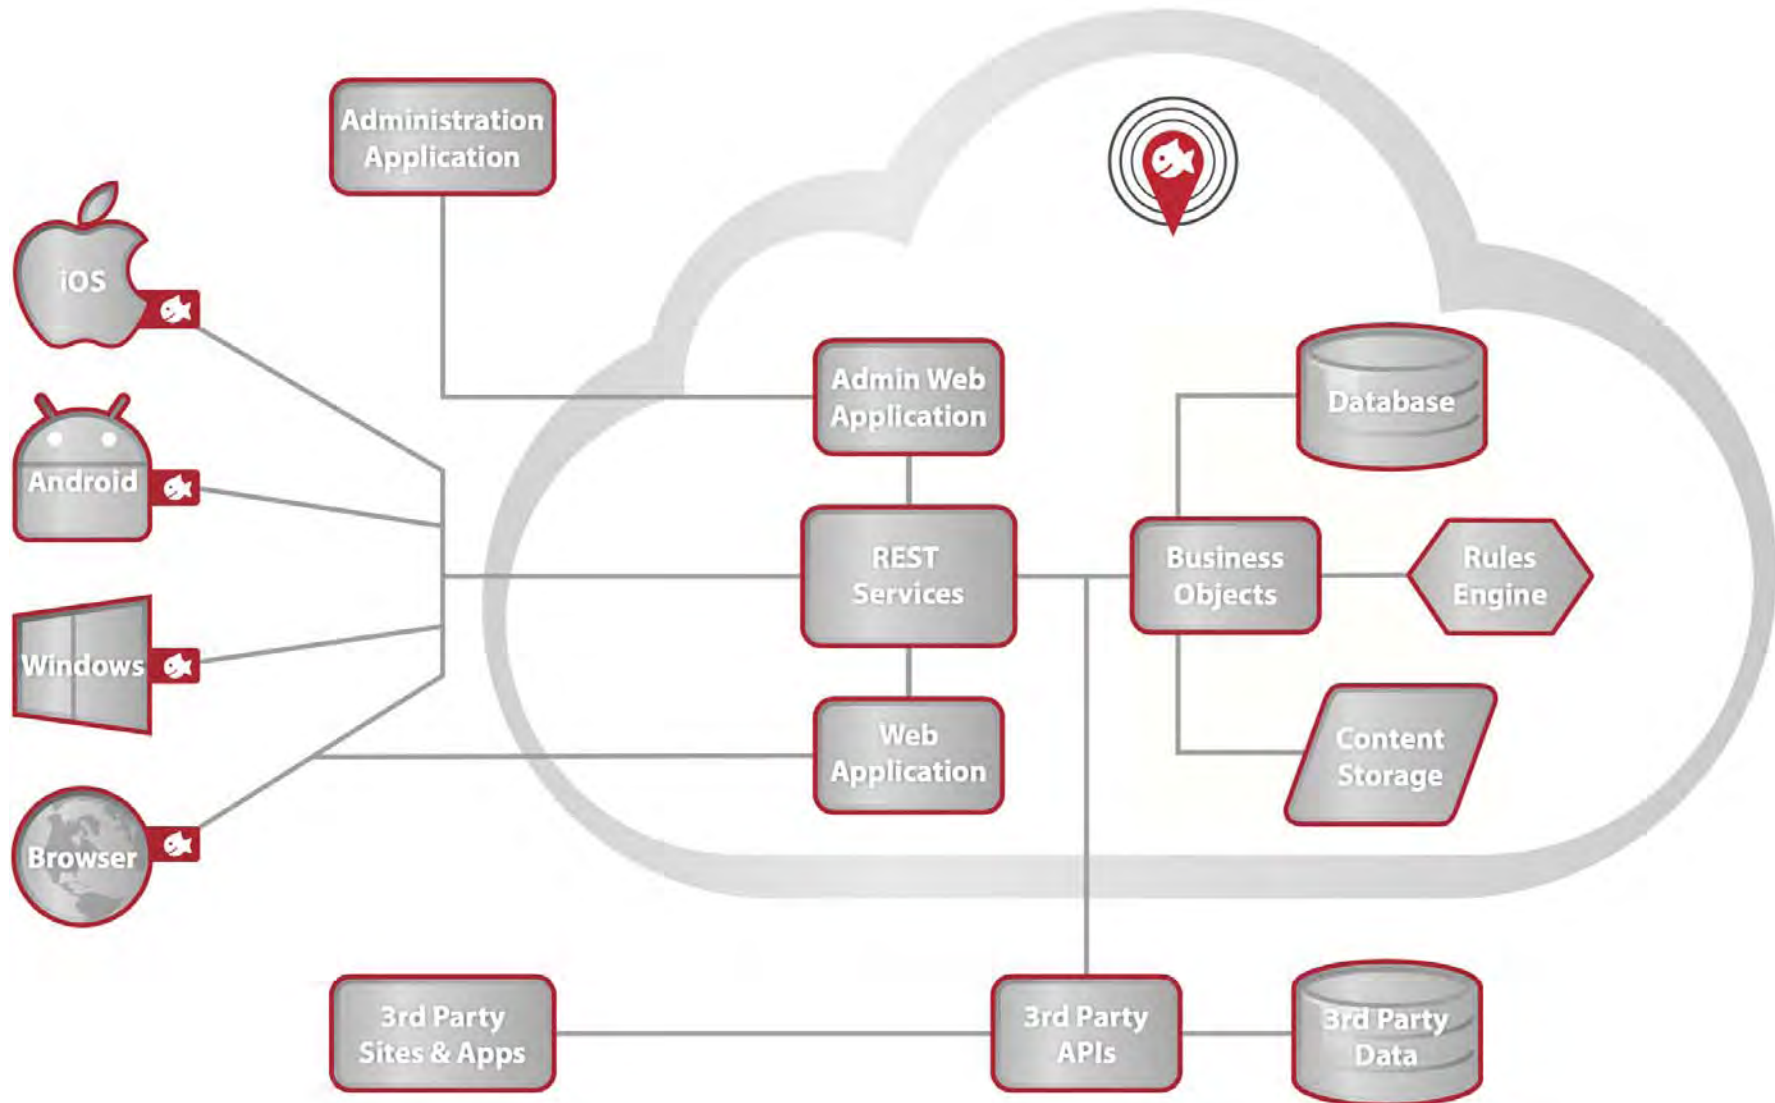 Administration
Application
iOS
Android
Windows
Browser
Admin Web
Application
REST
Services
Web
Application
Business
Objects
Database
Rules
Engine
Content
Storage
3rd Party
Sites & Apps
3rd Party
APIs
3rd Party
Data